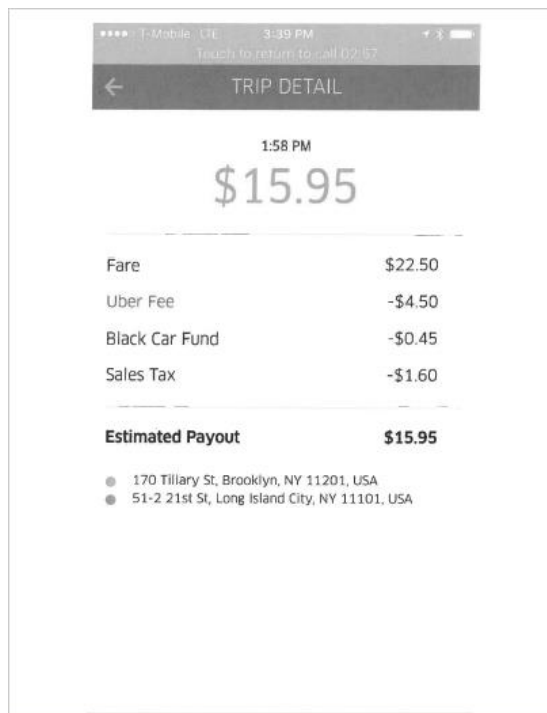 T-Mobile LTE 3:39 PM
Touch to return to call 02:57
TRIP DETAIL
1:58 PM
$15.95
Fare $22.50
Uber Fee -$4.50
Black Car Fund -$0.45
Sales Tax -$1.60
Estimated Payout $15.95
170 Tillary St, Brooklyn, NY 11201, USA
51-2 21st St, Long Island City, NY 11101, USA